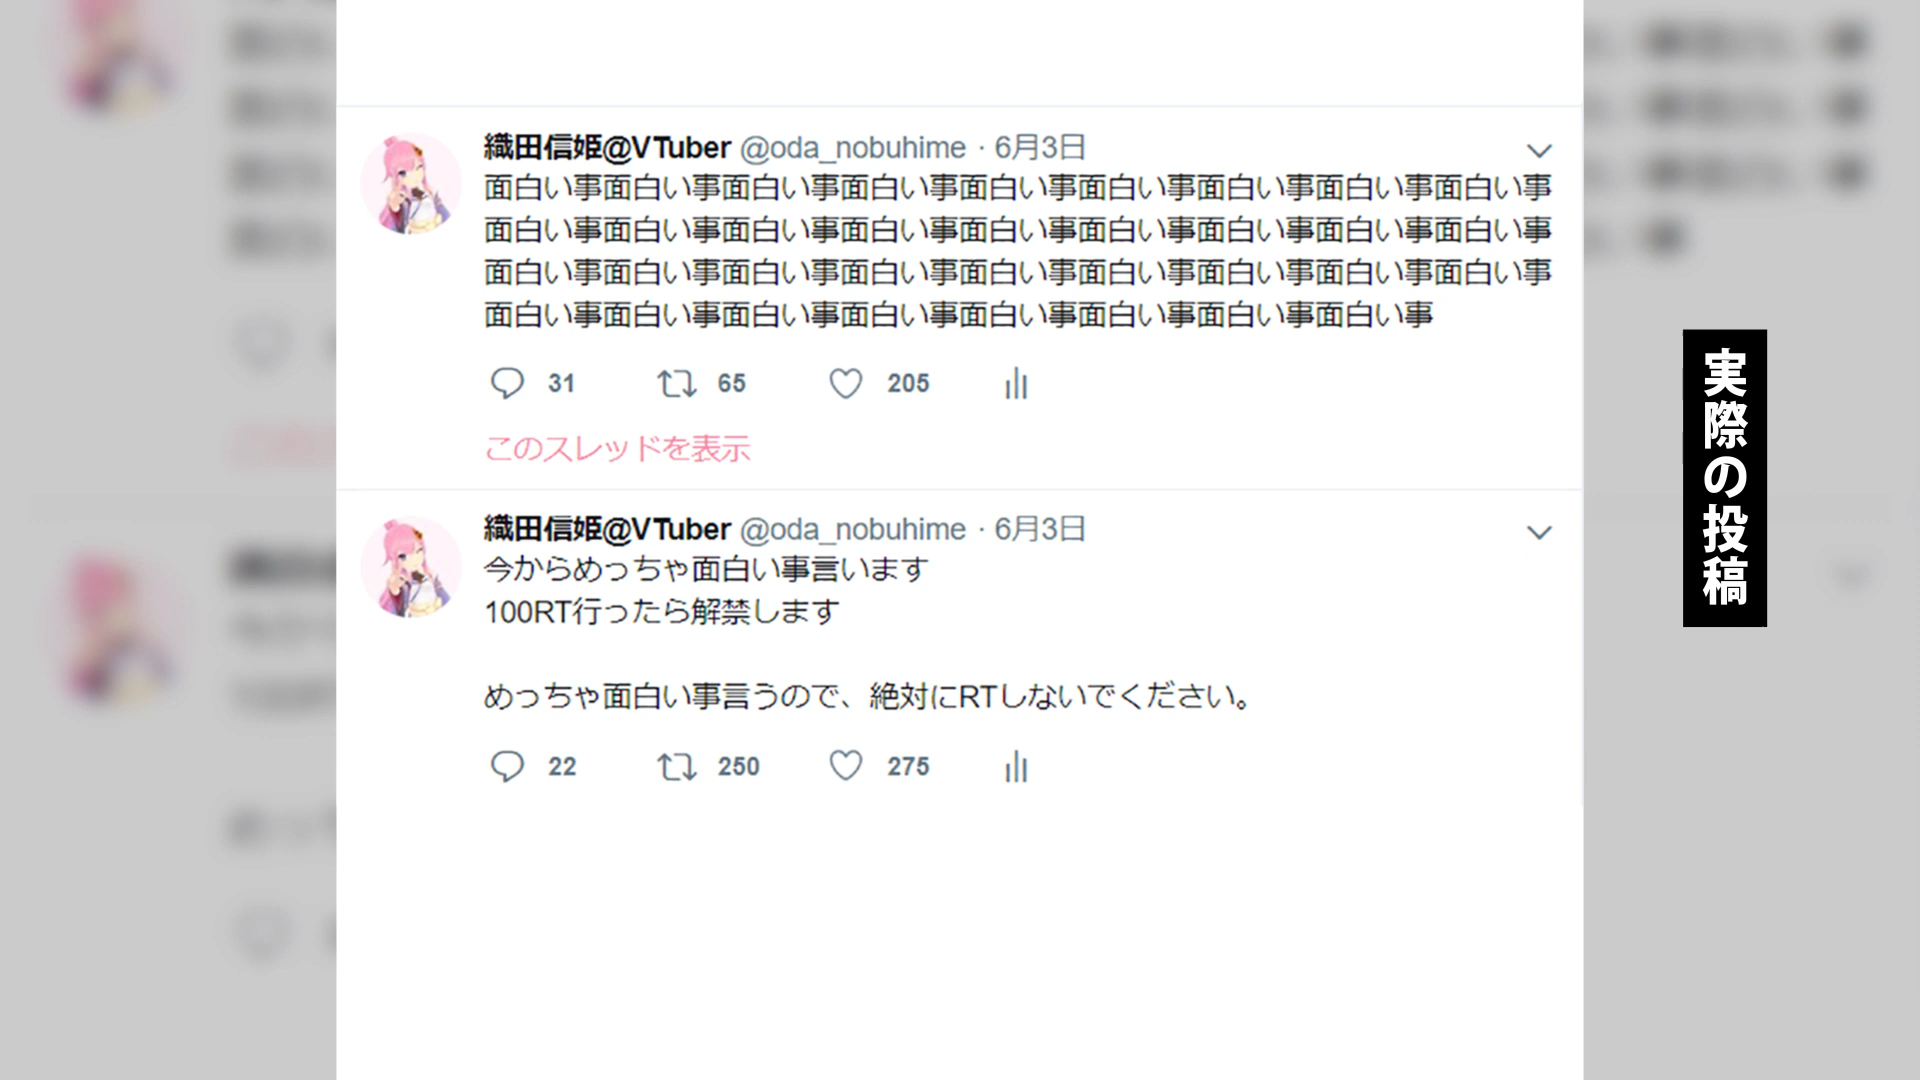 織田信姫@VTuber @oda_nobuhime · 6月3日
面白い事面白い事面白い事面白い事面白い事面白い事面白い事面白い事面白い事
面白い事面白い事面白い事面白い事面白い事面白い事面白い事面白い事面白い事
面白い事面白い事面白い事面白い事面白い事面白い事面白い事面白い事面白い事
面白い事面白い事面白い事面白い事面白い事面白い事面白い事面白い事
31 65 205
このスレッドを表示
織田信姫@VTuber @oda_nobuhime · 6月3日
今からめっちゃ面白い事言います
100RT行ったら解禁します
めっちゃ面白い事言うので、絶対にRTしないでください。
22 250 275
実際の投稿